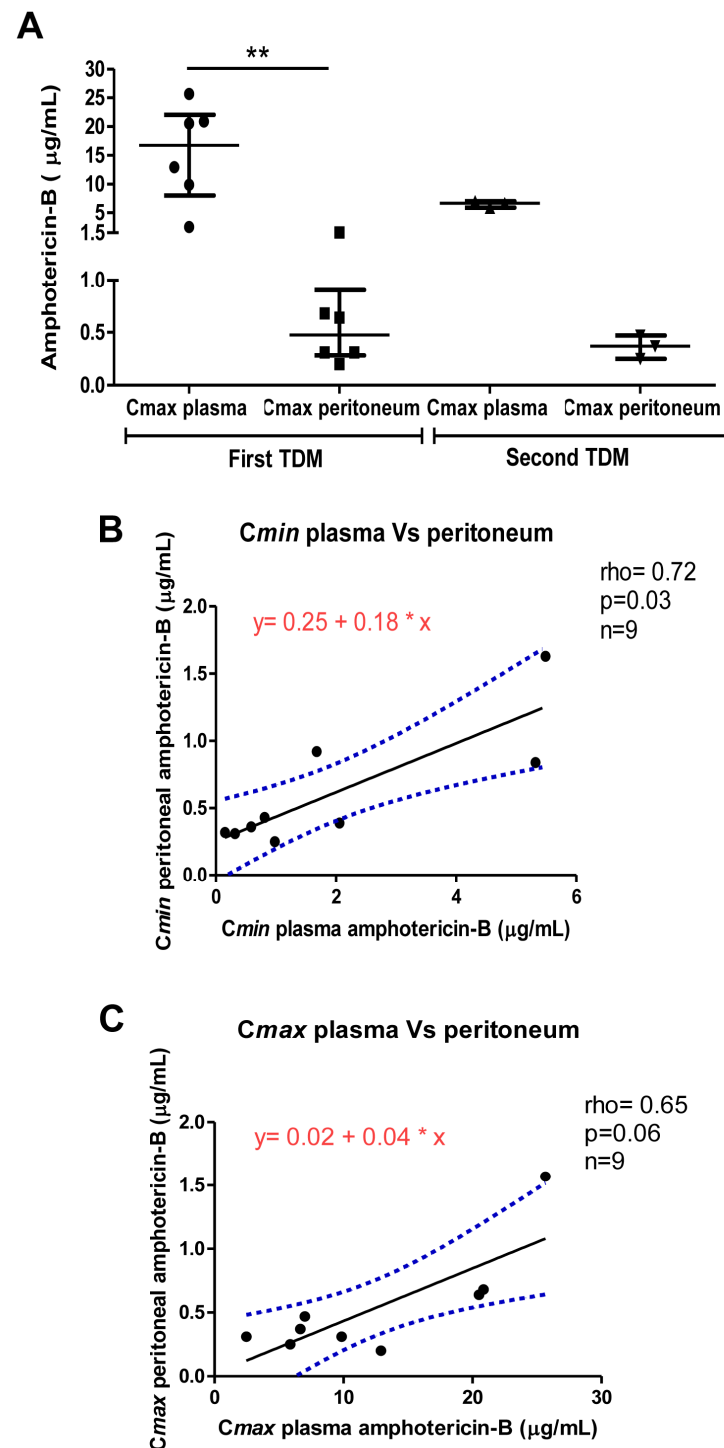 A
**
Amphotericin-B ( µg/mL)
30
25
20
15
10
5
1.5
1.0
0.5
0.0
Cmax plasma Cmax peritoneum Cmax plasma Cmax peritoneum
First TDM Second TDM
B
Cmin plasma Vs peritoneum
rho= 0.72
p=0.03
n=9
y= 0.25 + 0.18 * x
Cmin peritoneal amphotericin-B (µg/mL)
2.0
1.5
1.0
0.5
0.0
0 2 4 6
Cmin plasma amphotericin-B (µg/mL)
C
Cmax plasma Vs peritoneum
rho= 0.65
p=0.06
n=9
y= 0.02 + 0.04 * x
Cmax peritoneal amphotericin-B (µg/mL)
2.0
1.5
1.0
0.5
0.0
0 10 20 30
Cmax plasma amphotericin-B (µg/mL)